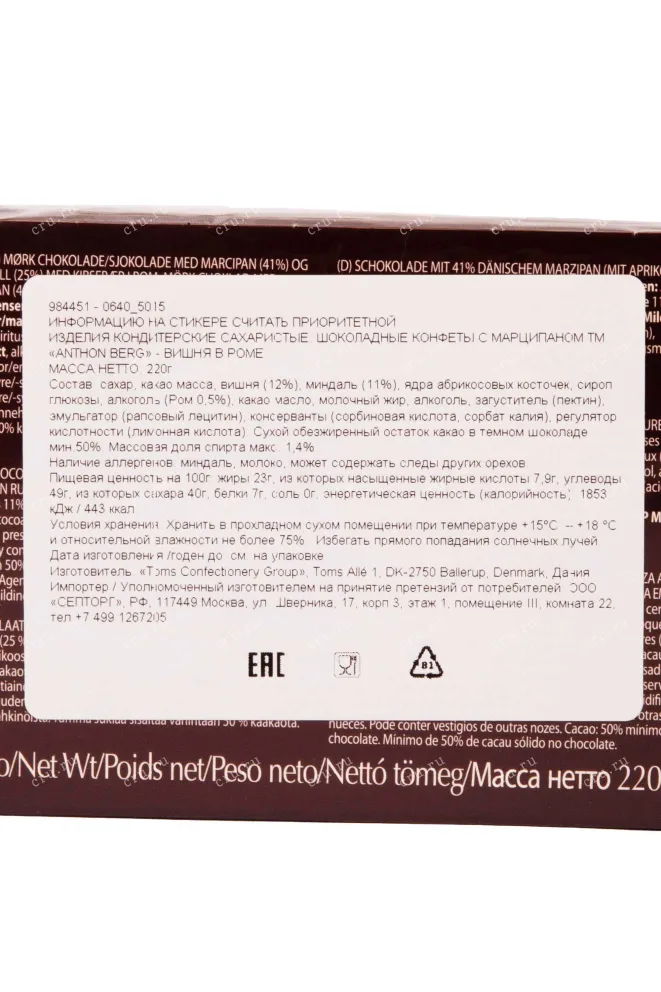 MØRK CHOKOLADE/SJOKOLADE MED MARCIPAN (41%) OG
(D) SCHOKOLADE MIT 41% DÄNISCHEM MARZIPAN (MIT
984451 - 0640_5015
ИНФОРМАЦИЮ НА СТИКЕРЕ СЧИТАТЬ ПРИОРИТЕТНОЙ
ИЗДЕЛИЯ КОНДИТЕРСКИЕ САХАРИСТЫЕ: ШОКОЛАДНЫЕ КОНФЕТЫ С МАРЦИПАНОМ ТМ
«ANTHON BERG» - ВИШНЯ В РОМЕ
МАССА НЕТТО: 220г
Состав: сахар, какао масса, вишня (12%), миндаль (11%), ядра абрикосовых косточек, сироп
глюкозы, алкоголь (Ром 0,5%), какао масло, молочный жир, алкоголь, загуститель (пектин),
эмульгатор (рапсовый лецитин), консерванты (сорбиновая кислота, сорбат калия), регулятор
кислотности (лимонная кислота). Сухой обезжиренный остаток какао в темном шоколаде
мин.50%. Массовая доля спирта макс. 1,4%
Наличие аллергенов: миндаль, молоко, может содержать следы других орехов.
Пищевая ценность на 100г: жиры 23г, из которых насыщенные жирные кислоты 7,9г, углеводы
49г, из которых сахара 40г, белки 7г, соль 0г, энергетическая ценность (калорийность): 1853
кДж / 443 ккал
Условия хранения: Хранить в прохладном сухом помещении при температуре +15°C – +18 °C
и относительной влажности не более 75%. Избегать прямого попадания солнечных лучей.
Дата изготовления /годен до: см. на упаковке
Изготовитель: «Toms Confectionery Group», Toms Allé 1, DK-2750 Ballerup, Denmark, Дания
Импортер / Уполномоченный изготовителем на принятие претензий от потребителей: ООО
«СЕПТОРГ», РФ, 117449 Москва, ул. Шверника, 17, корп 3, этаж 1, помещение III, комната 22,
тел +7 499 1267205
EAC
81
nueces. Pode conter vestígios de outras nozes. Cacao: 50% mínimo
chocolate. Mínimo de 50% de cacau sólido no chocolate.
/Net Wt/Poids net/Peso neto/Nettó tömeg/Масса нетто 220